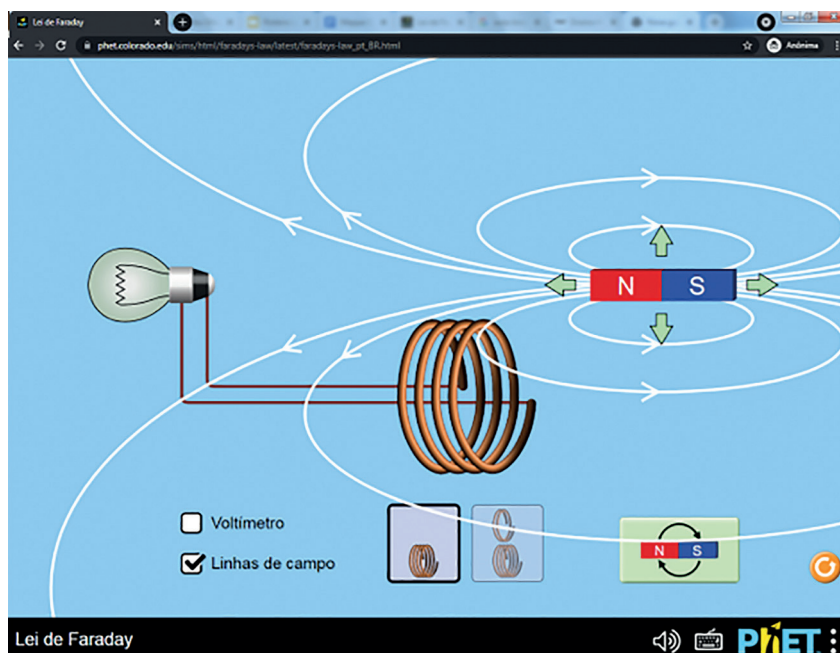 Lei de Faraday
phet.colorado.edu/sims/html/faradays-law/latest/faradays-law_pt_BR.html
Anônima
N S
Voltímetro
Linhas de campo
N S
Lei de Faraday
PhET